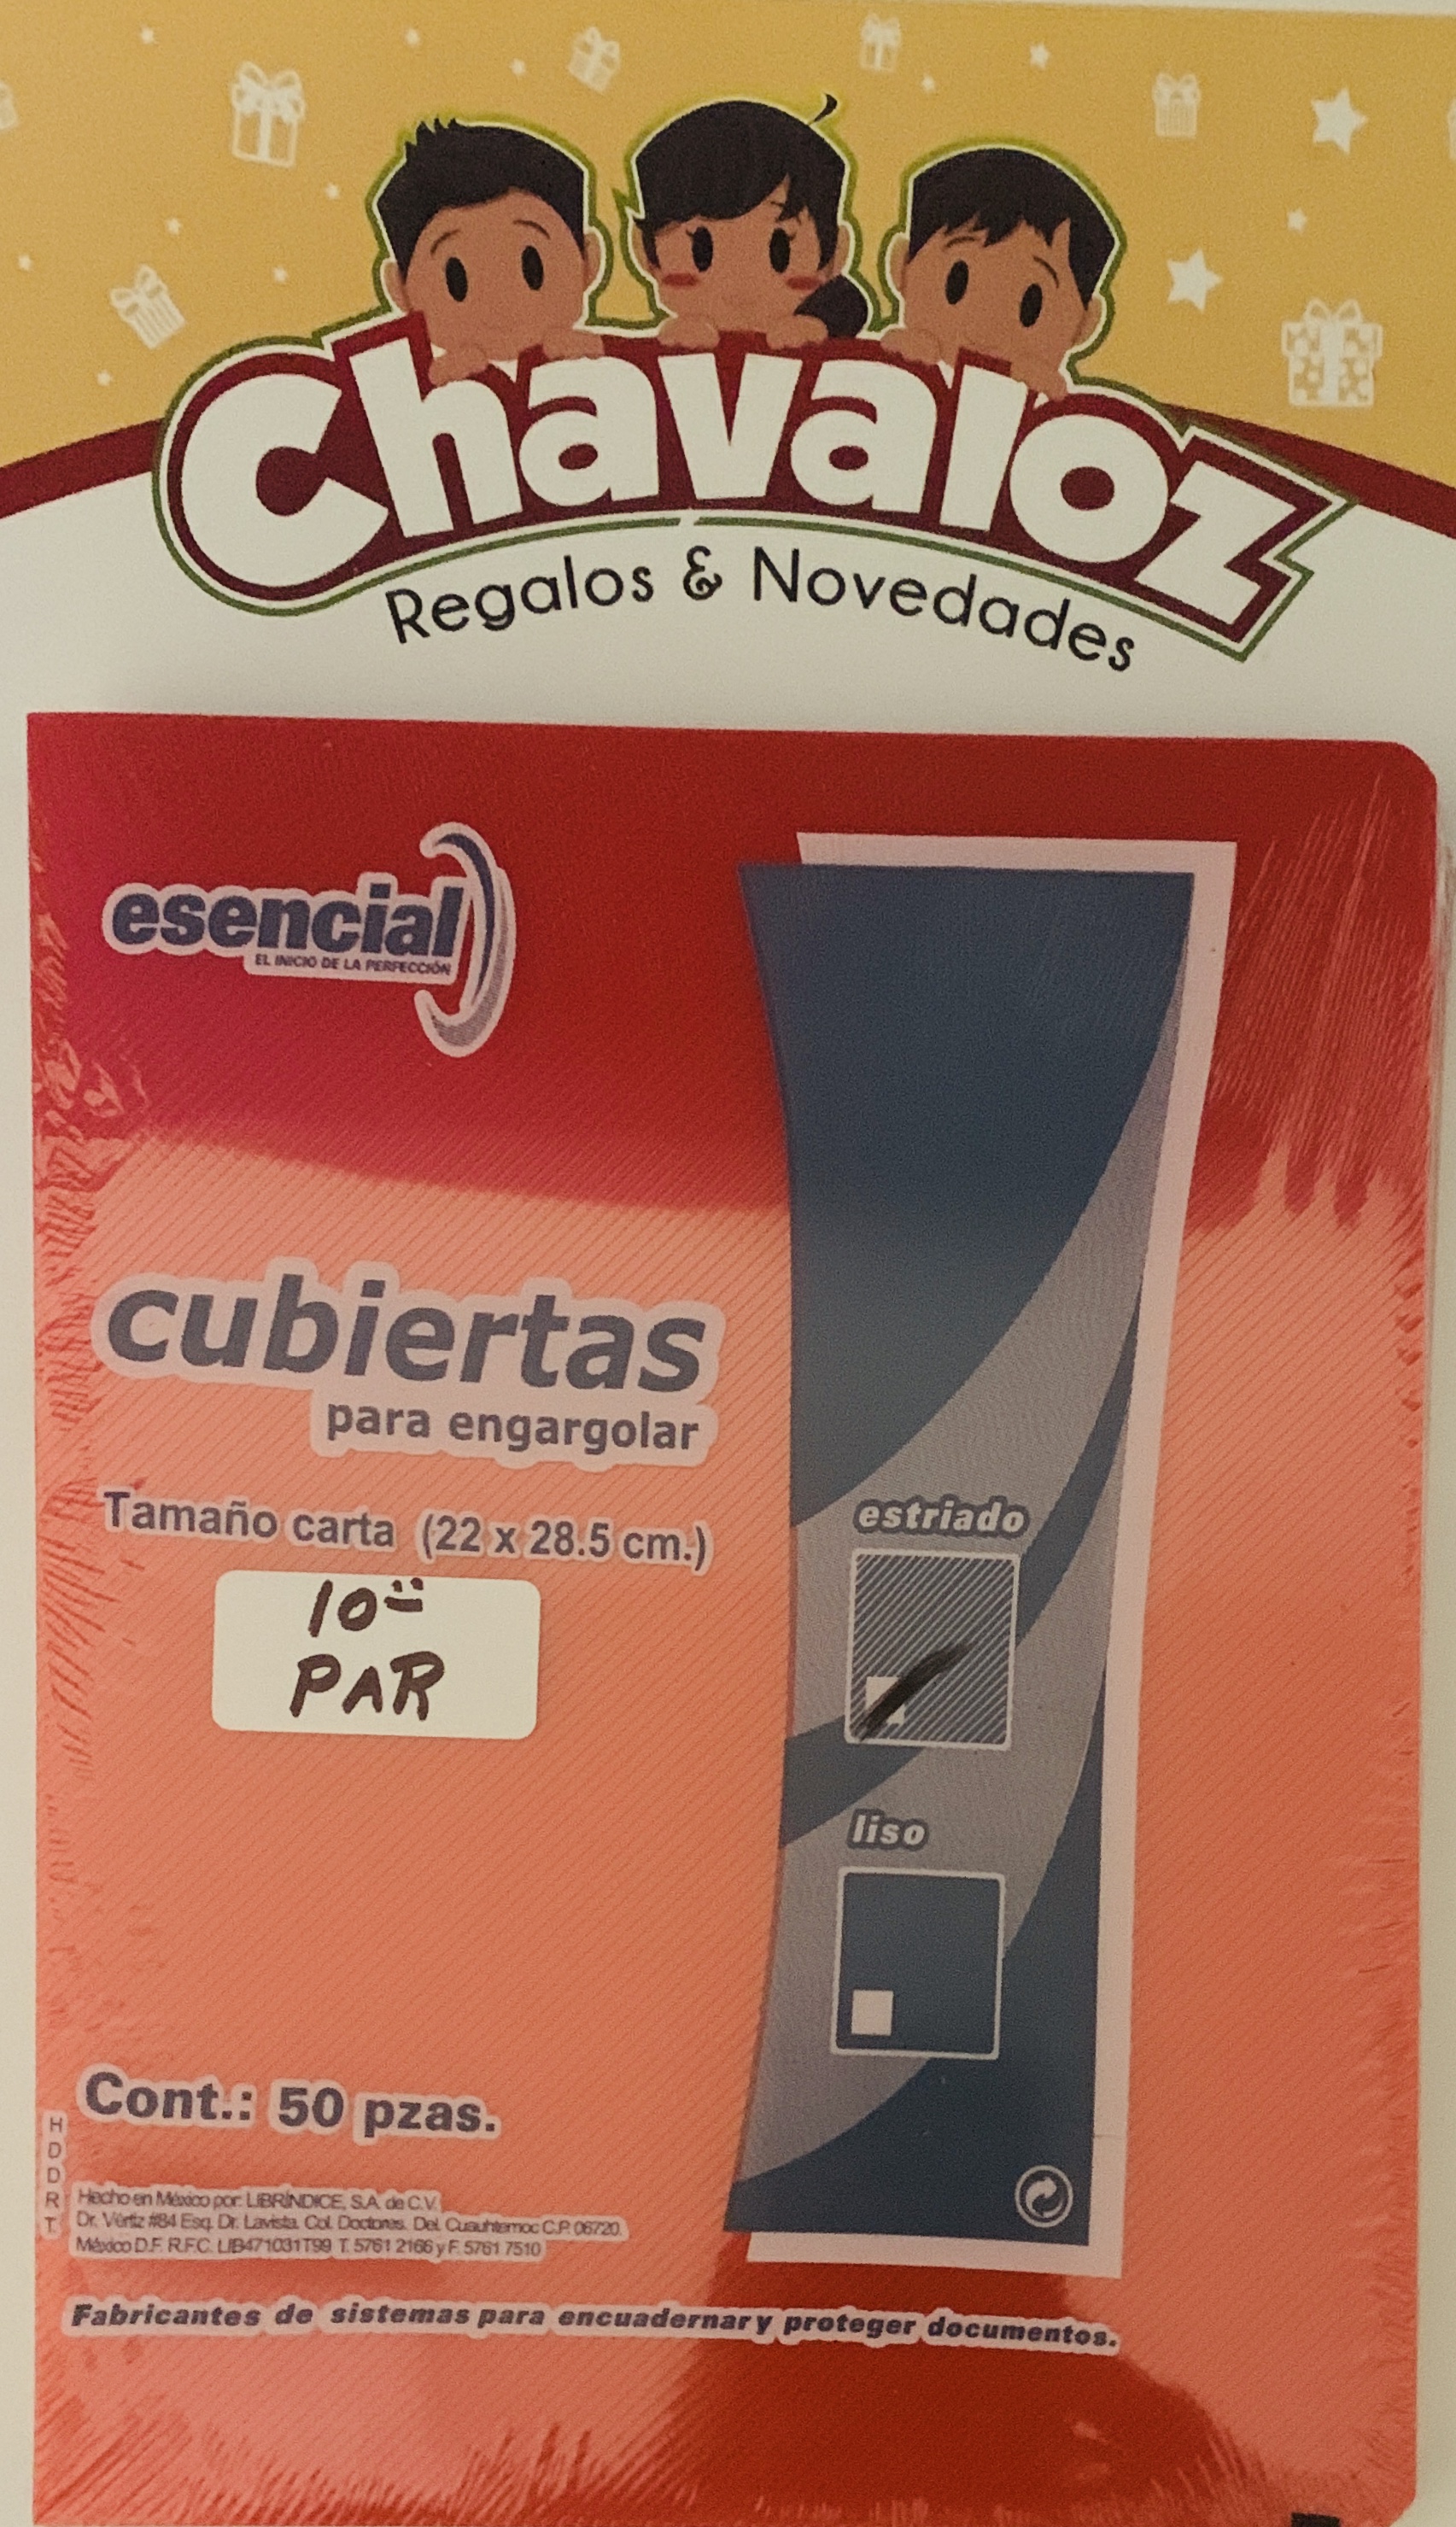 Chavaloz
Regalos & Novedades
esencial
EL INICIO DE LA PERFECCIÓN
cubiertas
para engargolar
Tamaño carta (22 x 28.5 cm.)
10=
PAR
estriado
liso
Cont.: 50 pzas.
H
D
D
R
T
Hecho en México por: LIBRÍNDICE, S.A. de C.V.
Dr. Vértiz #84 Esq. Dr. Lavista. Col. Doctores. Del. Cuauhtemoc C.P. 06720.
México D.F. R.F.C. LIB471031T99 T. 5761 2166 y F. 5761 7510
Fabricantes de sistemas para encuadernar y proteger documentos.